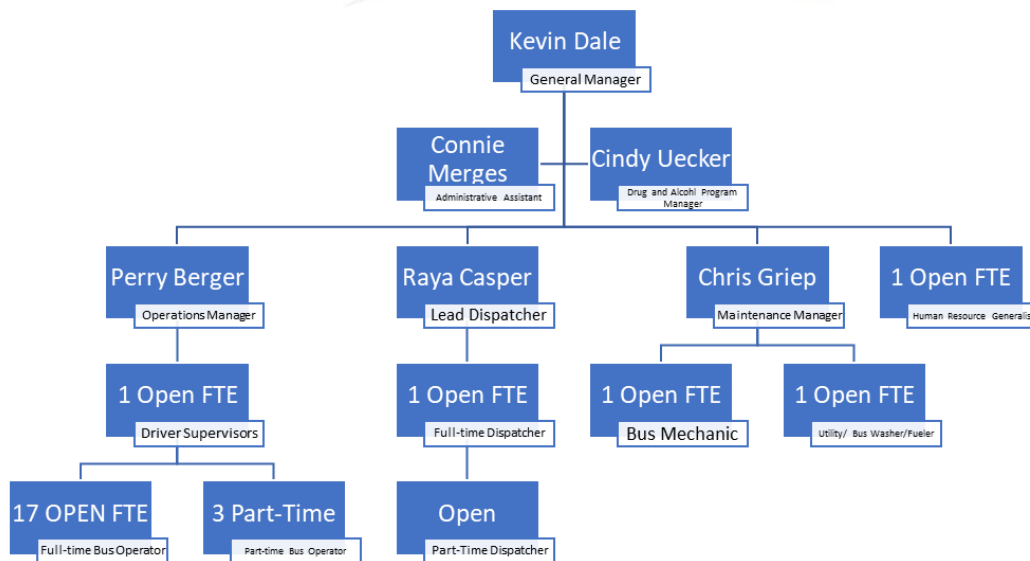 Kevin Dale
General Manager
Connie
Merges
Administrative Assistant
Cindy Uecker
Drug and Alcohl Program
Manager
Perry Berger
Operations Manager
Raya Casper
Lead Dispatcher
Chris Griep
Maintenance Manager
1 Open FTE
Human Resource Generalis
1 Open FTE
Driver Supervisors
1 Open FTE
Full-time Dispatcher
1 Open FTE
Bus Mechanic
1 Open FTE
Utility/ Bus Washer/Fueler
17 OPEN FTE
Full-time Bus Operator
3 Part-Time
Part-time Bus Operator
Open
Part-Time Dispatcher